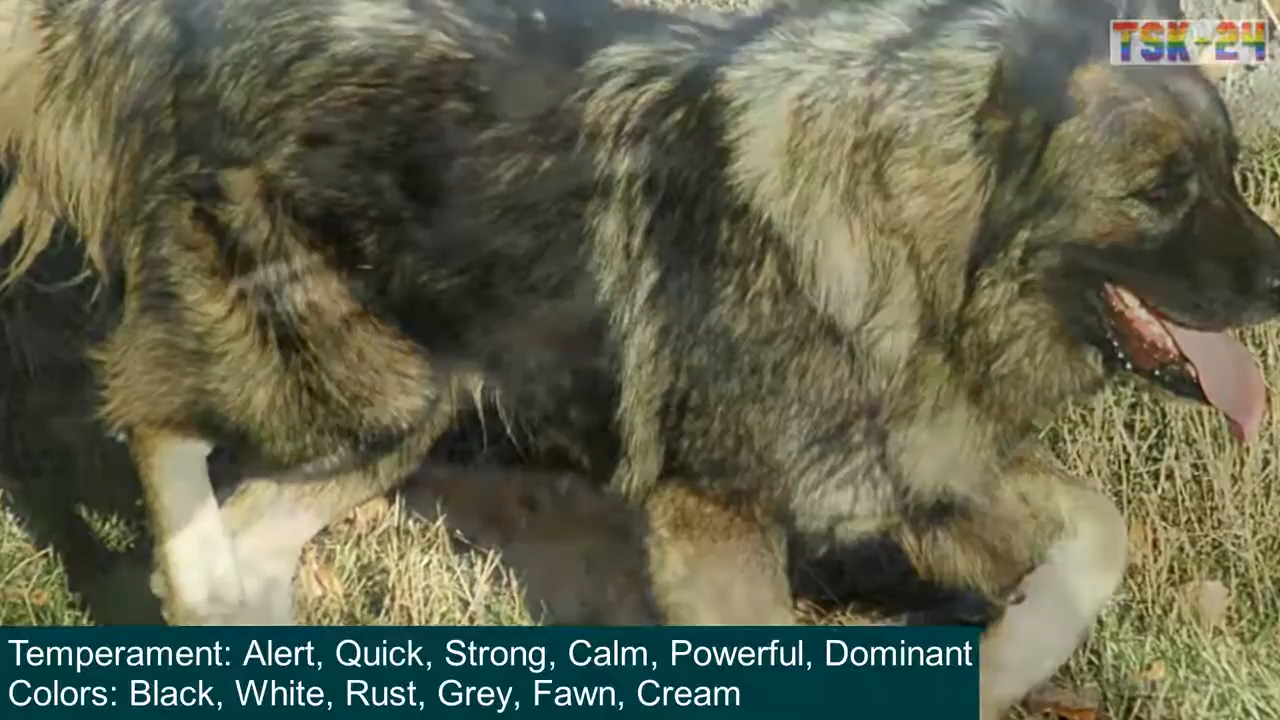 TSK-24
Temperament: Alert, Quick, Strong, Calm, Powerful, Dominant
Colors: Black, White, Rust, Grey, Fawn, Cream